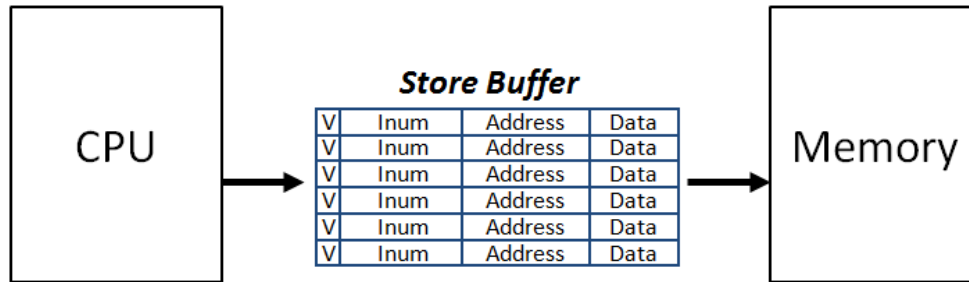 CPU
Store Buffer
V Inum Address Data
V Inum Address Data
V Inum Address Data
V Inum Address Data
V Inum Address Data
V Inum Address Data
Memory